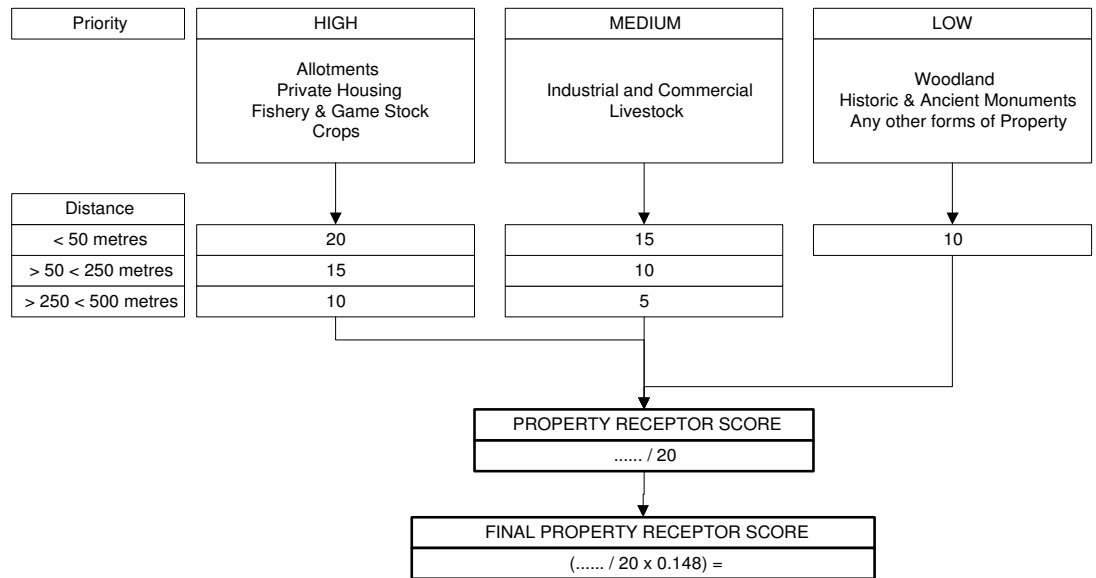 Priority
HIGH
MEDIUM
LOW
Allotments
Private Housing
Fishery & Game Stock
Crops
Industrial and Commercial
Livestock
Woodland
Historic & Ancient Monuments
Any other forms of Property
Distance
< 50 metres
20
15
10
> 50 < 250 metres
15
10
> 250 < 500 metres
10
5
PROPERTY RECEPTOR SCORE
...... / 20
FINAL PROPERTY RECEPTOR SCORE
(...... / 20 x 0.148) =